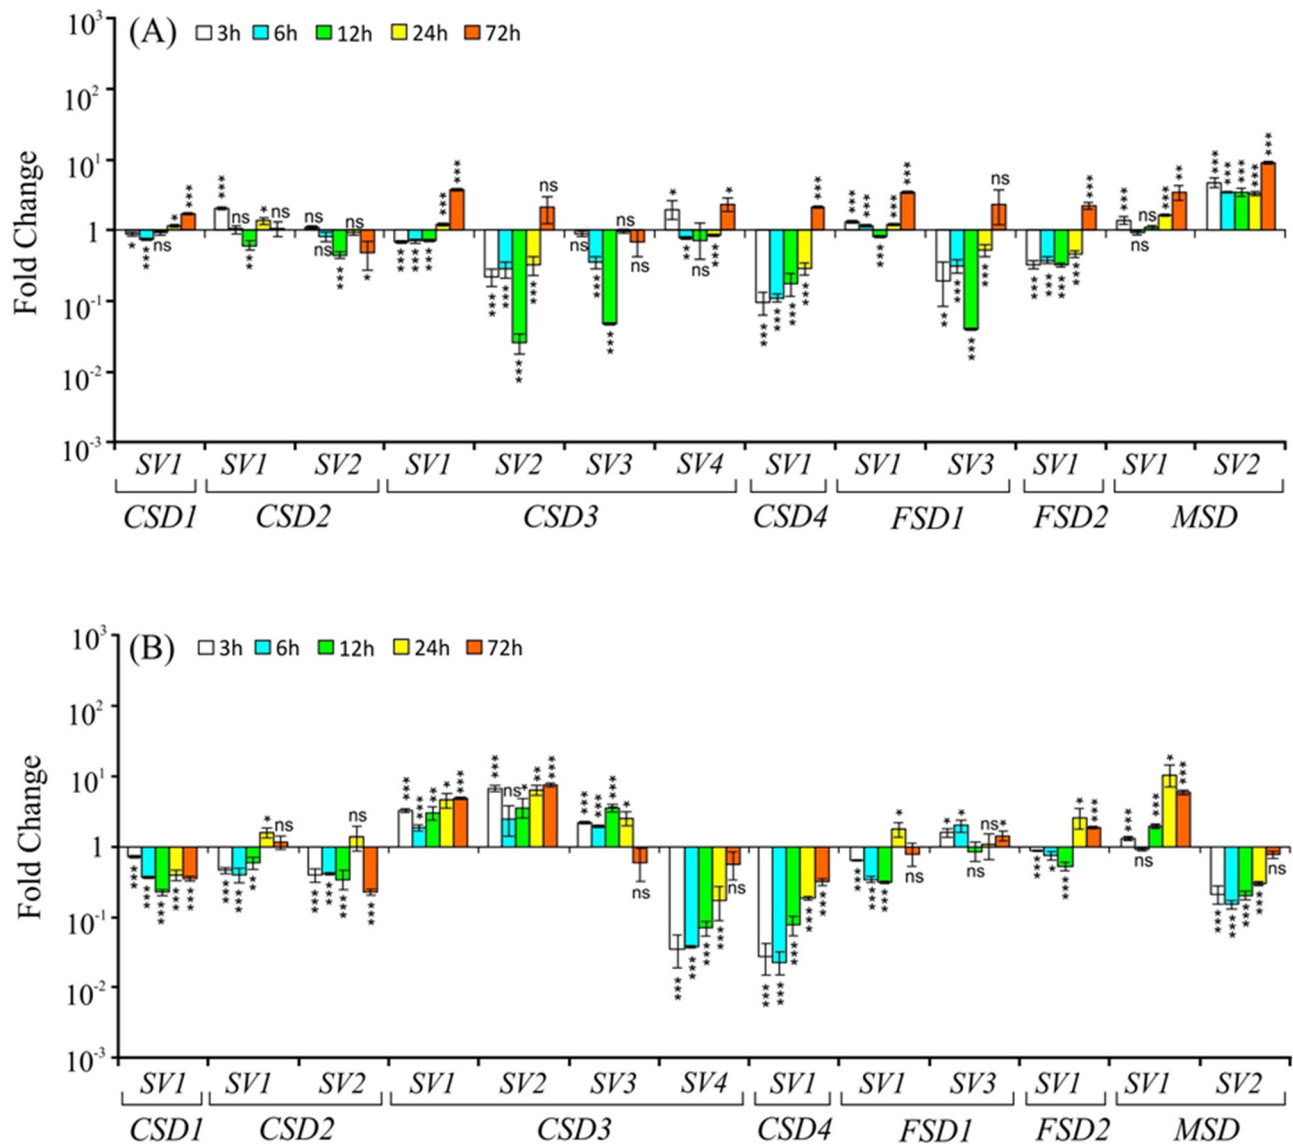 (A) 3h 6h 12h 24h 72h
Fold Change
10³
10²
10¹
1
10⁻¹
10⁻²
10⁻³
SV1 SV1 SV2 SV1 SV2 SV3 SV4 SV1 SV1 SV3 SV1 SV1 SV2
CSD1 CSD2 CSD3 CSD4 FSD1 FSD2 MSD
(B) 3h 6h 12h 24h 72h
Fold Change
10³
10²
10¹
1
10⁻¹
10⁻²
10⁻³
SV1 SV1 SV2 SV1 SV2 SV3 SV4 SV1 SV1 SV3 SV1 SV1 SV2
CSD1 CSD2 CSD3 CSD4 FSD1 FSD2 MSD